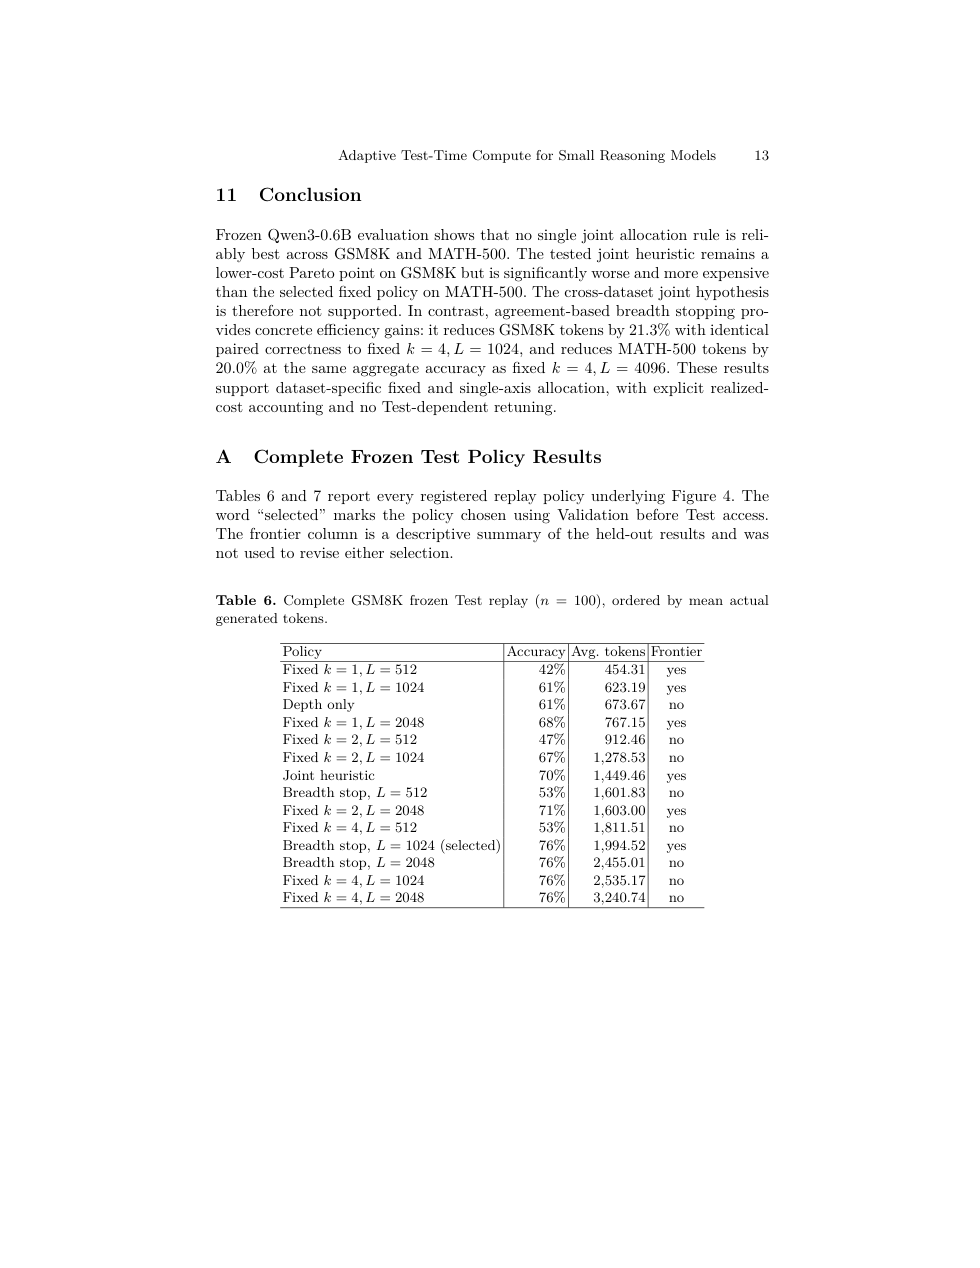 Adaptive Test-Time Compute for Small Reasoning Models 13
11 Conclusion
Frozen Qwen3-0.6B evaluation shows that no single joint allocation rule is reli-
ably best across GSM8K and MATH-500. The tested joint heuristic remains a
lower-cost Pareto point on GSM8K but is significantly worse and more expensive
than the selected fixed policy on MATH-500. The cross-dataset joint hypothesis
is therefore not supported. In contrast, agreement-based breadth stopping pro-
vides concrete efficiency gains: it reduces GSM8K tokens by 21.3% with identical
paired correctness to fixed k = 4, L = 1024, and reduces MATH-500 tokens by
20.0% at the same aggregate accuracy as fixed k = 4, L = 4096. These results
support dataset-specific fixed and single-axis allocation, with explicit realized-
cost accounting and no Test-dependent retuning.
A Complete Frozen Test Policy Results
Tables 6 and 7 report every registered replay policy underlying Figure 4. The
word “selected” marks the policy chosen using Validation before Test access.
The frontier column is a descriptive summary of the held-out results and was
not used to revise either selection.
Table 6. Complete GSM8K frozen Test replay (n = 100), ordered by mean actual
generated tokens.
Policy Accuracy Avg. tokens Frontier
Fixed k = 1, L = 512 42% 454.31 yes
Fixed k = 1, L = 1024 61% 623.19 yes
Depth only 61% 673.67 no
Fixed k = 1, L = 2048 68% 767.15 yes
Fixed k = 2, L = 512 47% 912.46 no
Fixed k = 2, L = 1024 67% 1,278.53 no
Joint heuristic 70% 1,449.46 yes
Breadth stop, L = 512 53% 1,601.83 no
Fixed k = 2, L = 2048 71% 1,603.00 yes
Fixed k = 4, L = 512 53% 1,811.51 no
Breadth stop, L = 1024 (selected) 76% 1,994.52 yes
Breadth stop, L = 2048 76% 2,455.01 no
Fixed k = 4, L = 1024 76% 2,535.17 no
Fixed k = 4, L = 2048 76% 3,240.74 no